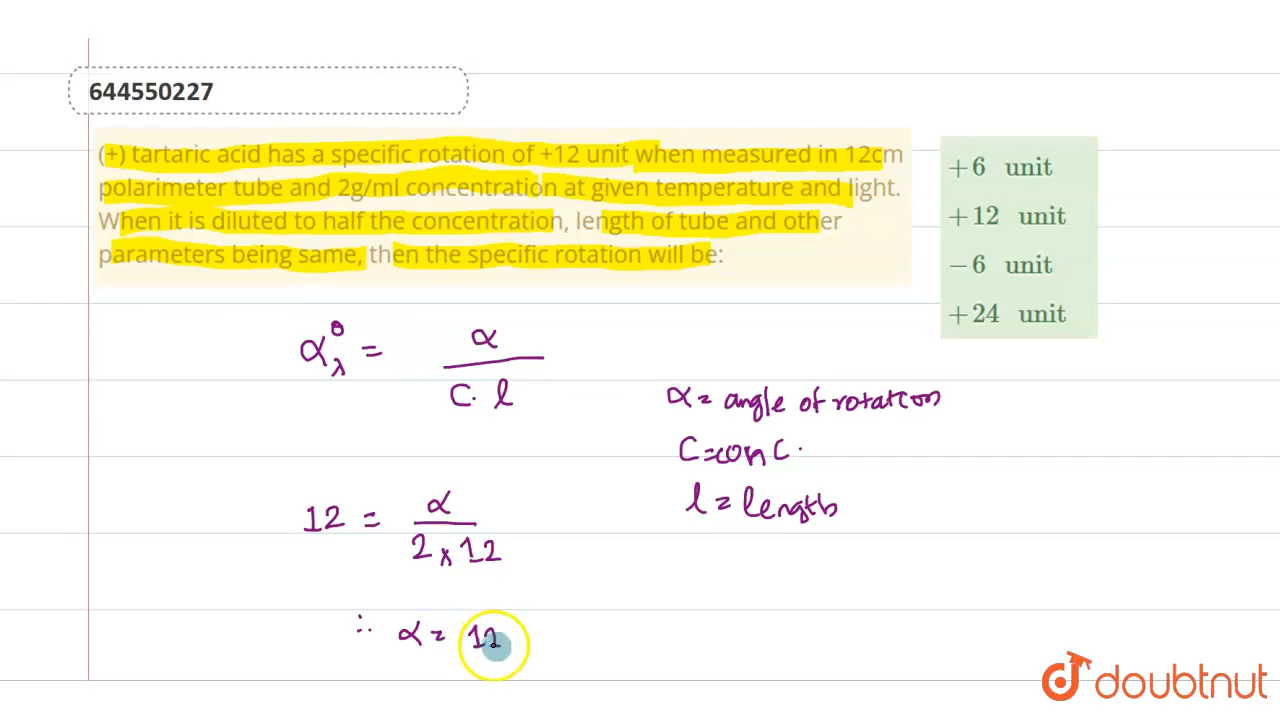 644550227
(+) tartaric acid has a specific rotation of +12 unit when measured in 12cm
polarimeter tube and 2g/ml concentration at given temperature and light.
When it is diluted to half the concentration, length of tube and other
parameters being same, then the specific rotation will be:
+6 unit
+12 unit
−6 unit
+24 unit
α^θ_λ = α / C. l
α = angle of rotation
C = conc.
l = length
12 = α / 2 × 12
∴ α = 12
doubtnut